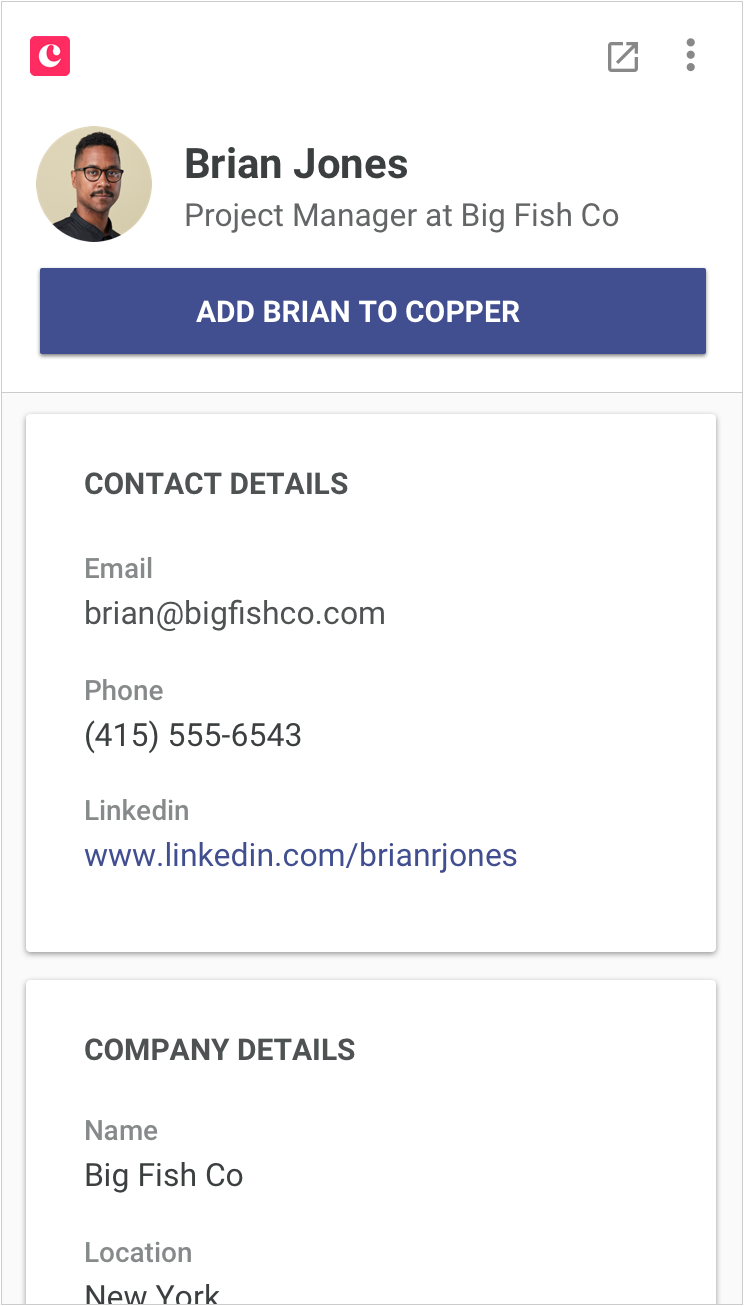 Brian Jones
Project Manager at Big Fish Co
ADD BRIAN TO COPPER
CONTACT DETAILS
Email
brian@bigfishco.com
Phone
(415) 555-6543
Linkedin
www.linkedin.com/brianrjones
COMPANY DETAILS
Name
Big Fish Co
Location
New York